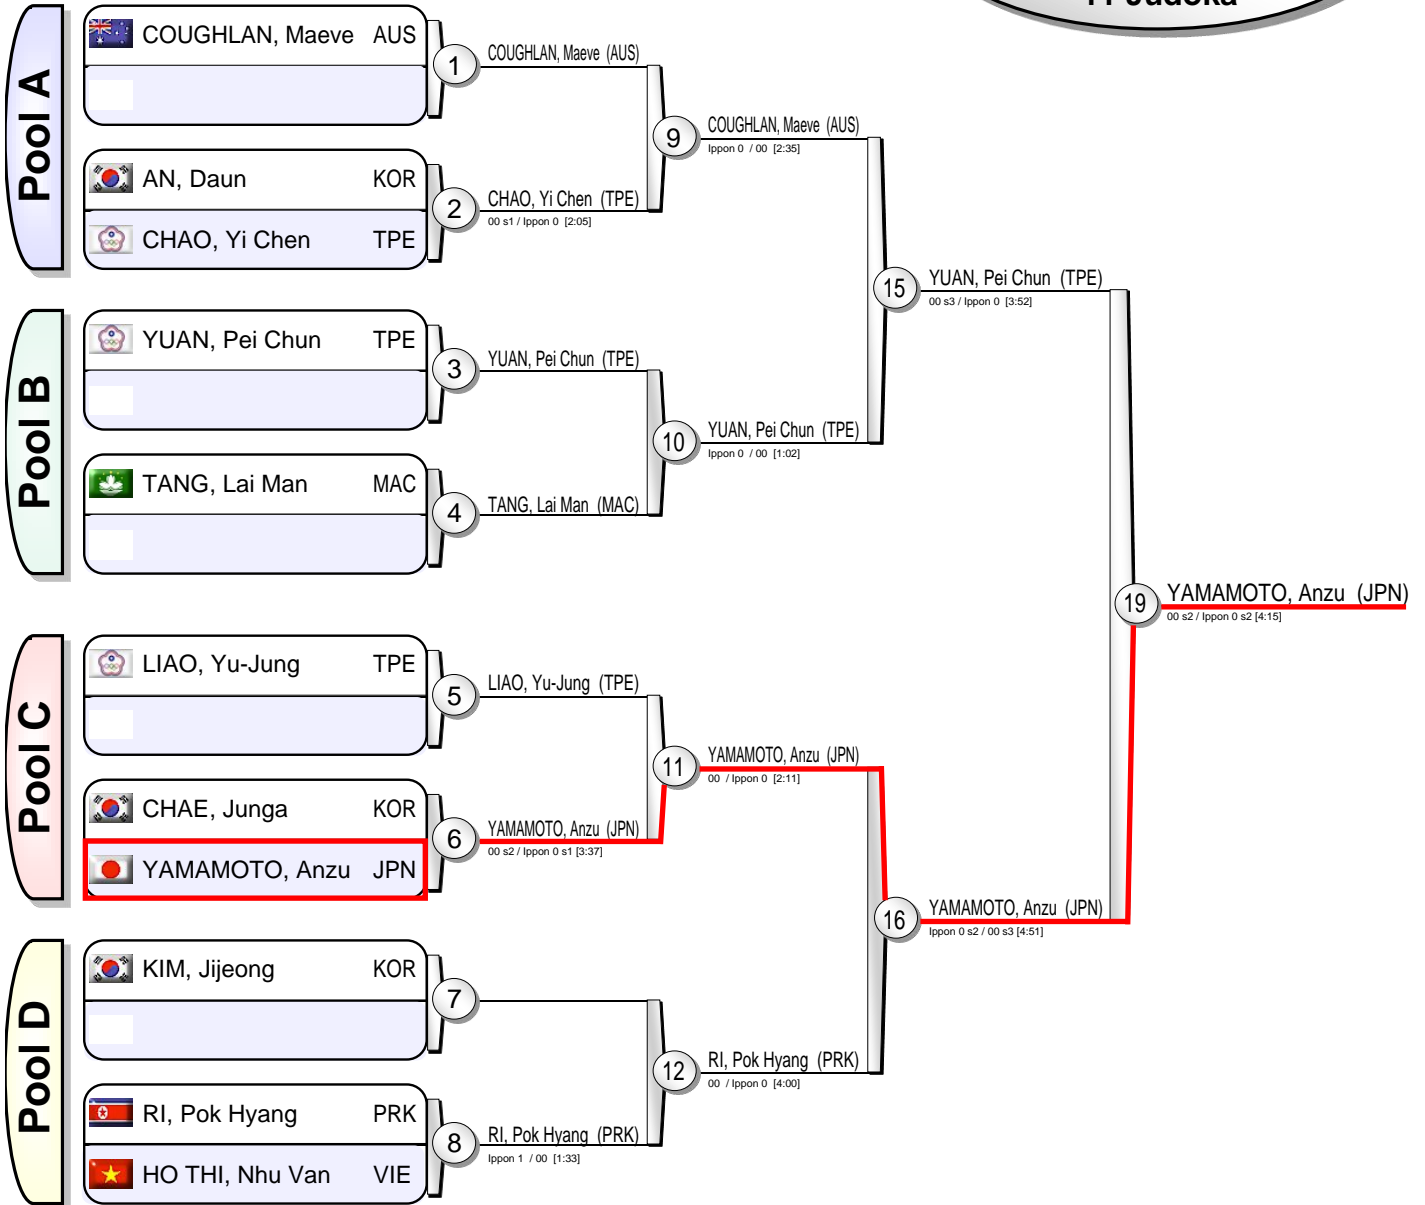 11 Judoka
Pool A
COUGHLAN, Maeve AUS
1
COUGHLAN, Maeve (AUS)
AN, Daun KOR
CHAO, Yi Chen TPE
2
CHAO, Yi Chen (TPE)
00 s1 / Ippon 0 [2:05]
9
COUGHLAN, Maeve (AUS)
Ippon 0 / 00 [2:35]
Pool B
YUAN, Pei Chun TPE
3
YUAN, Pei Chun (TPE)
TANG, Lai Man MAC
4
TANG, Lai Man (MAC)
10
YUAN, Pei Chun (TPE)
Ippon 0 / 00 [1:02]
15
YUAN, Pei Chun (TPE)
00 s3 / Ippon 0 [3:52]
Pool C
LIAO, Yu-Jung TPE
5
LIAO, Yu-Jung (TPE)
CHAE, Junga KOR
YAMAMOTO, Anzu JPN
6
YAMAMOTO, Anzu (JPN)
00 s2 / Ippon 0 s1 [3:37]
11
YAMAMOTO, Anzu (JPN)
00 / Ippon 0 [2:11]
Pool D
KIM, Jijeong KOR
7
RI, Pok Hyang PRK
HO THI, Nhu Van VIE
8
RI, Pok Hyang (PRK)
Ippon 1 / 00 [1:33]
12
RI, Pok Hyang (PRK)
00 / Ippon 0 [4:00]
16
YAMAMOTO, Anzu (JPN)
Ippon 0 s2 / 00 s3 [4:51]
19
YAMAMOTO, Anzu (JPN)
00 s2 / Ippon 0 s2 [4:15]